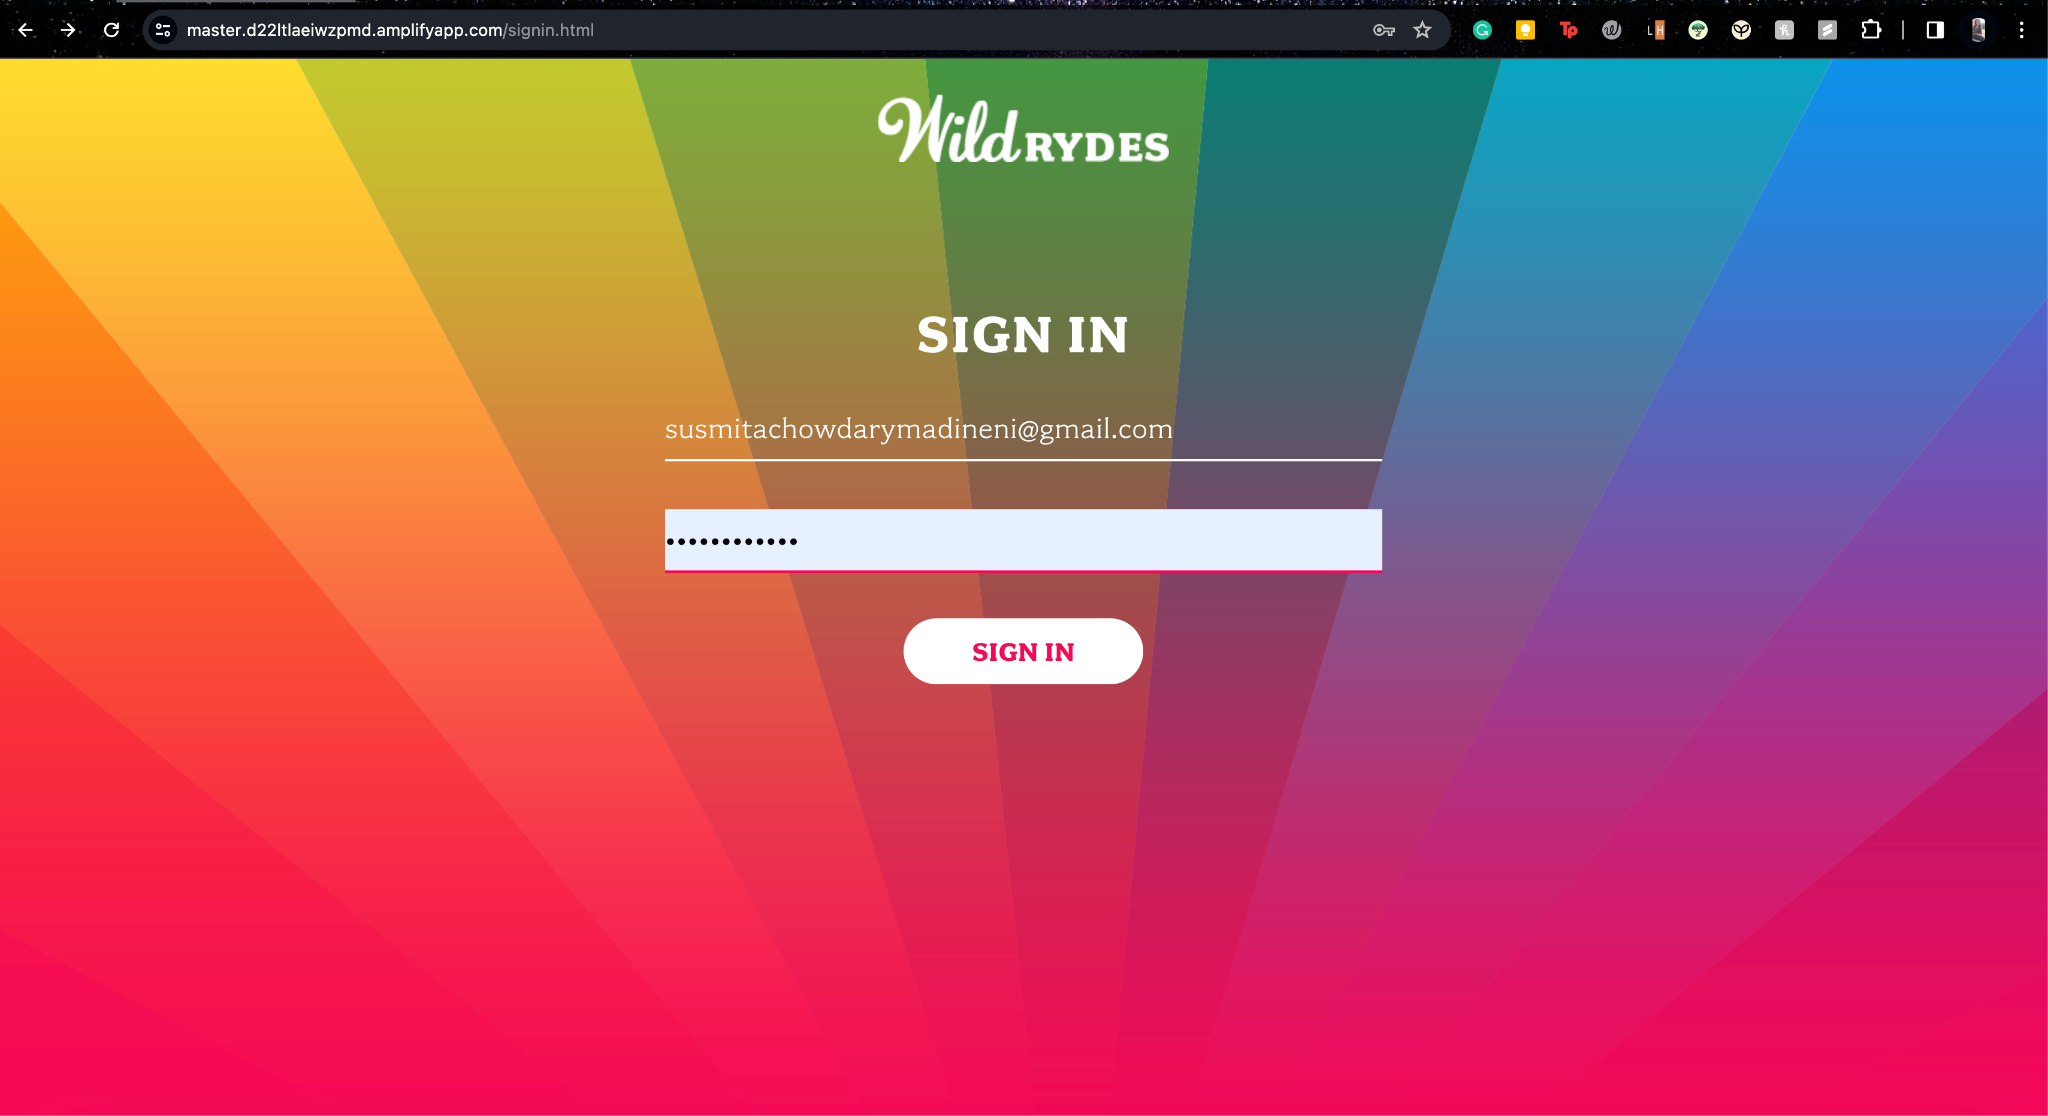 master.d22ltlaeiwzpmd.amplifyapp.com/signin.html
Wild RYDES
SIGN IN
susmitachowdarymadineni@gmail.com
••••••••••••
SIGN IN